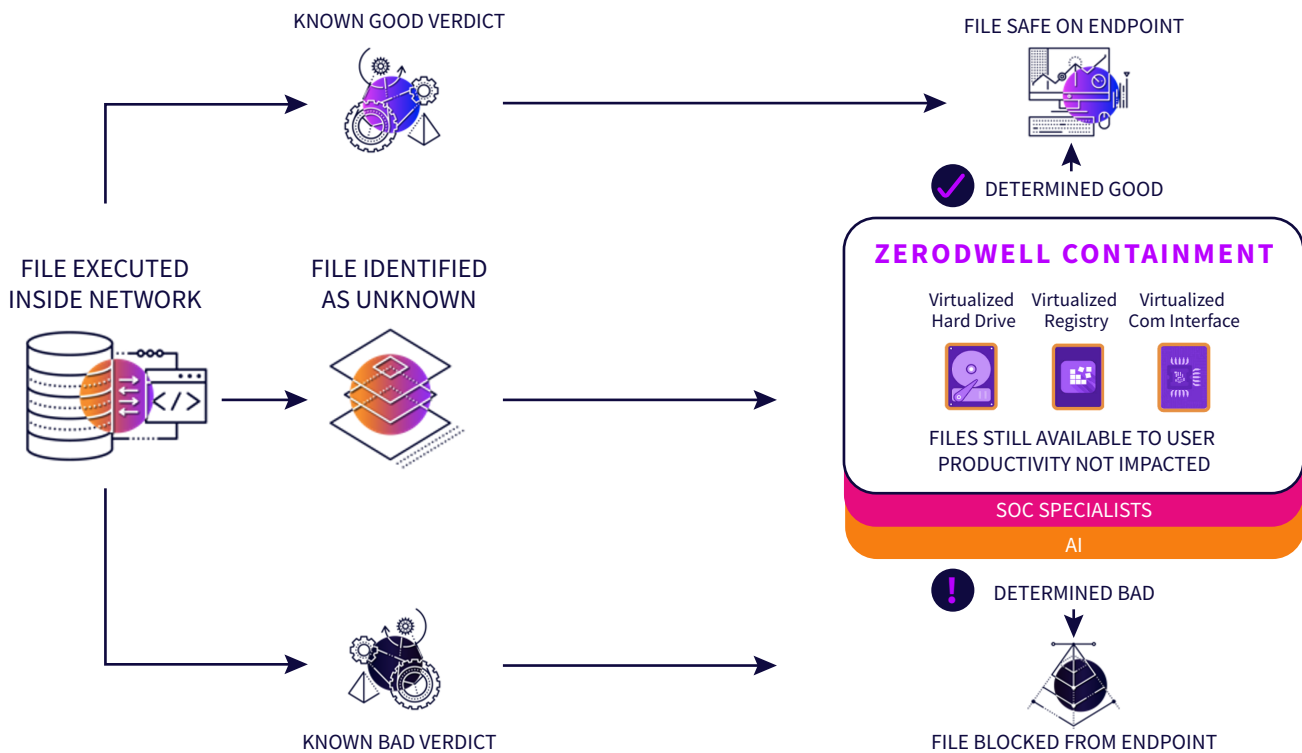 KNOWN GOOD VERDICT
FILE SAFE ON ENDPOINT
DETERMINED GOOD
FILE EXECUTED
INSIDE NETWORK
</>
FILE IDENTIFIED
AS UNKNOWN
ZERODWELL CONTAINMENT
Virtualized
Hard Drive
Virtualized
Registry
Virtualized
Com Interface
FILES STILL AVAILABLE TO USER
PRODUCTIVITY NOT IMPACTED
SOC SPECIALISTS
AI
! DETERMINED BAD
KNOWN BAD VERDICT
FILE BLOCKED FROM ENDPOINT